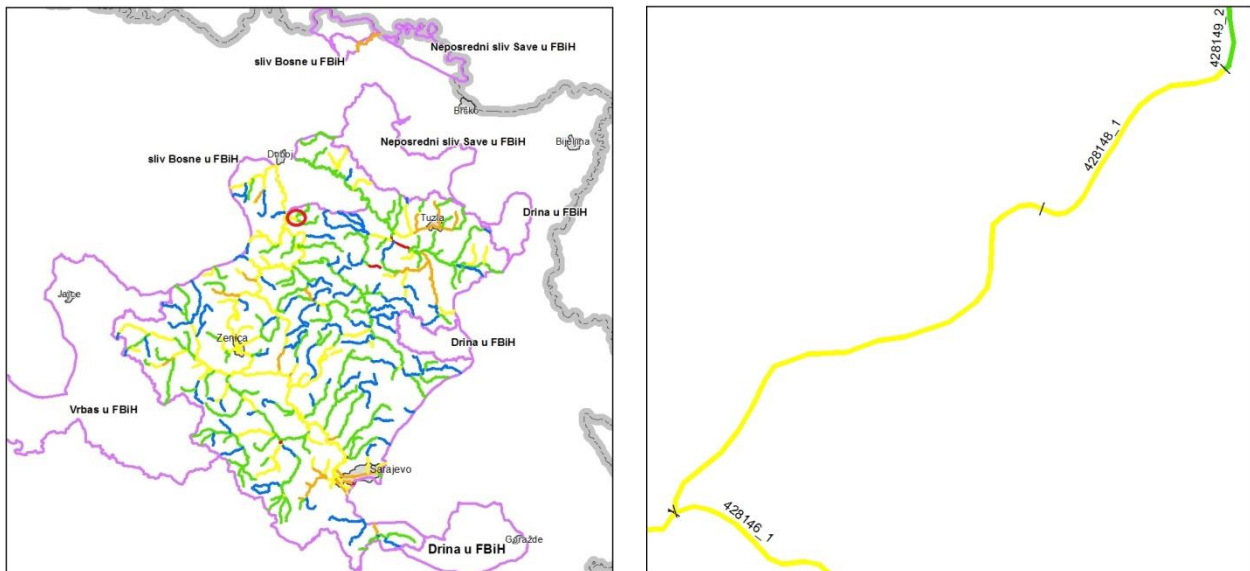 Neposredni sliv Save u FBiH
sliv Bosne u FBiH
Brčko
Neposredni sliv Save u FBiH
Bijeljina
sliv Bosne u FBiH
Doboj
Drina u FBiH
Tuzla
Jajce
Zenica
Drina u FBiH
Vrbas u FBiH
Sarajevo
Drina u FBiH
Goražde
428149_2
428148_1
428146_1